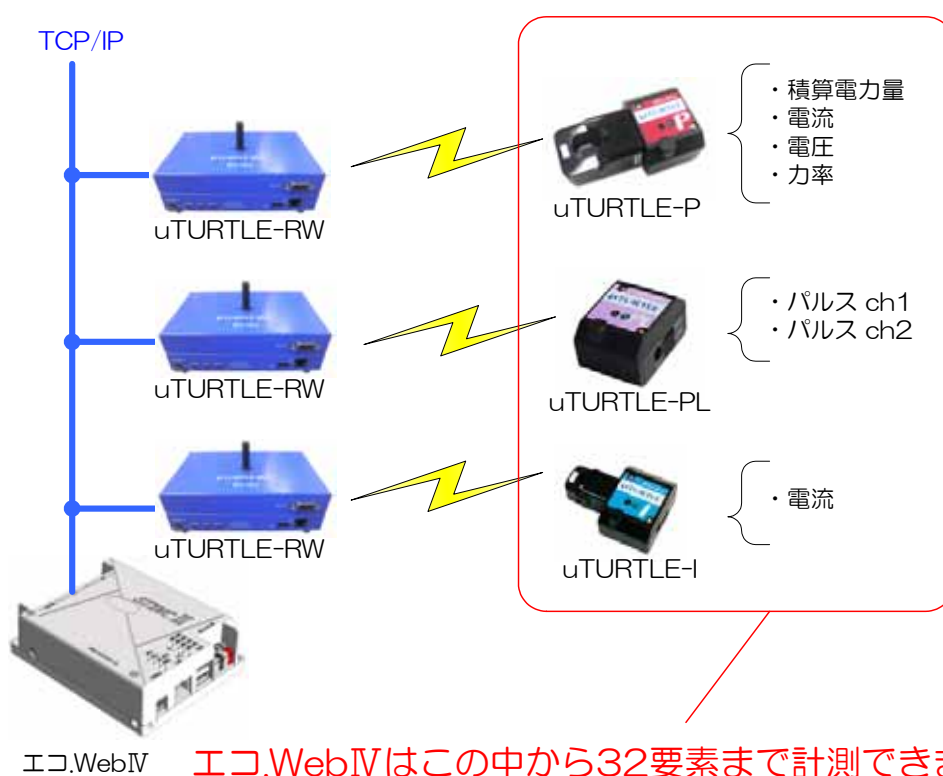 TCP/IP
uTURTLE-RW
uTURTLE-P
・積算電力量
・電流
・電圧
・力率
uTURTLE-RW
uTURTLE-PL
・パルス ch1
・パルス ch2
uTURTLE-RW
uTURTLE-I
・電流
エコ.WebⅣ
エコ.WebⅣはこの中から32要素まで計測でき